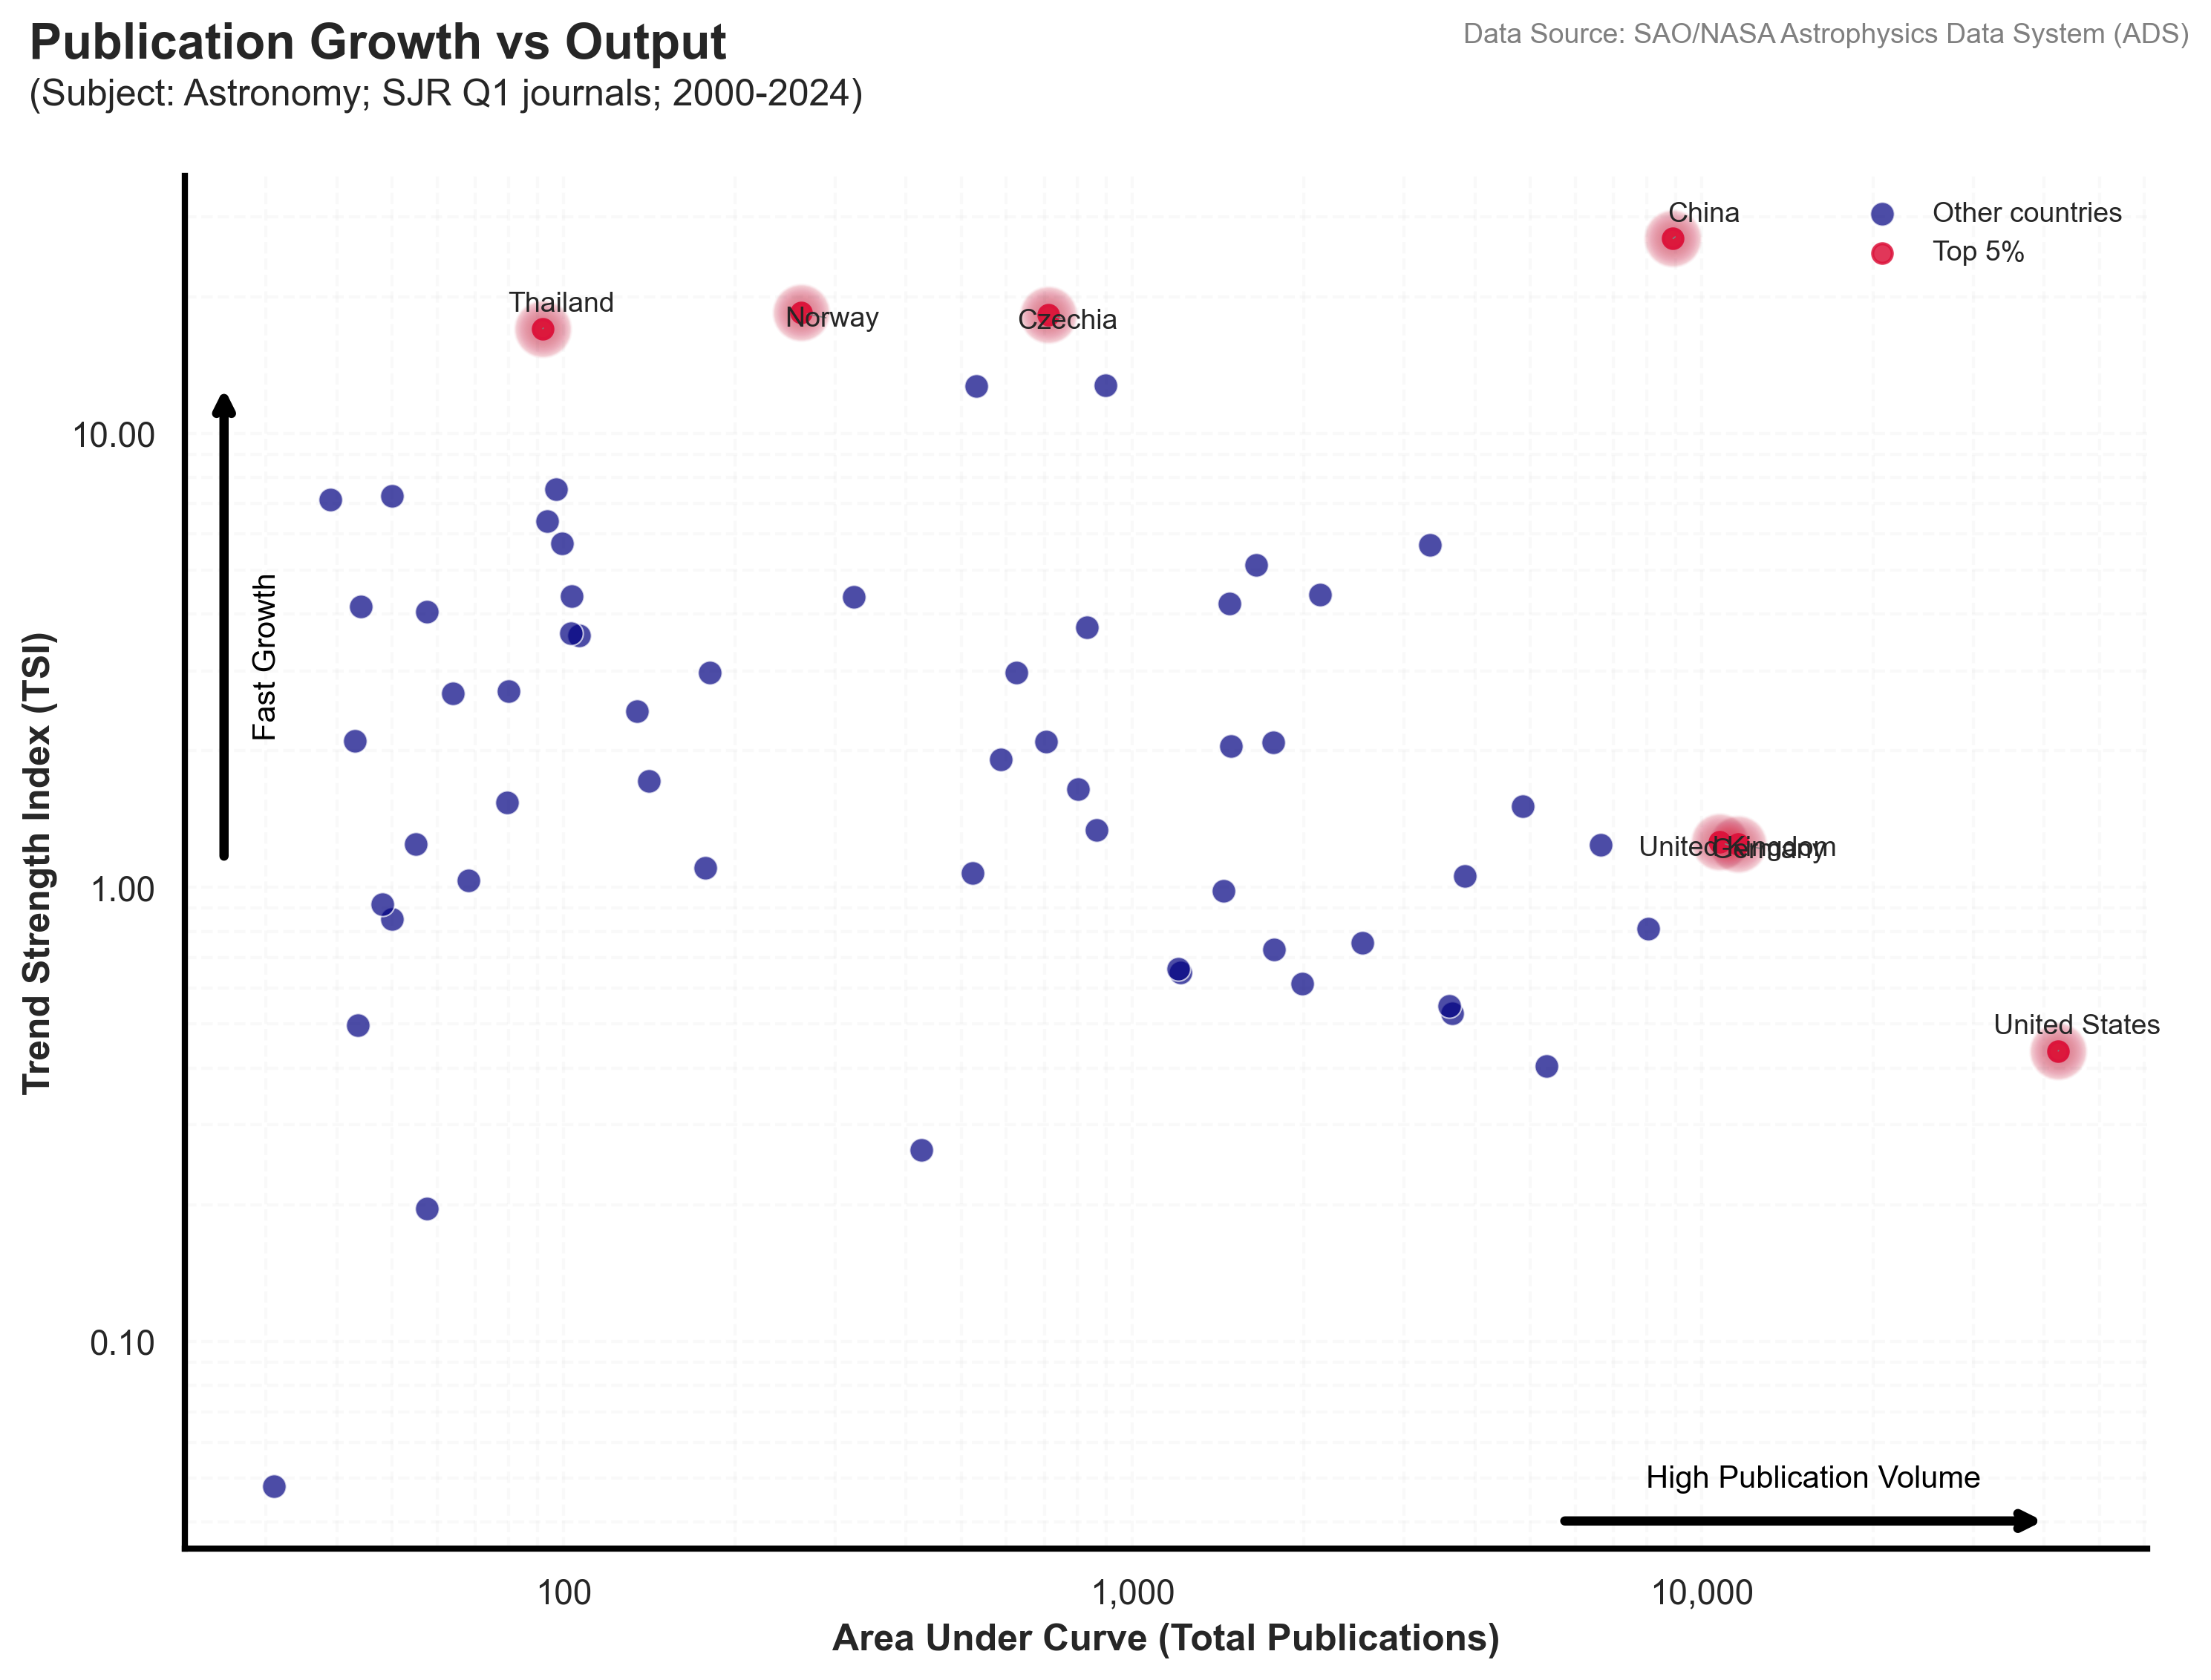 Publication Growth vs Output
Data Source: SAO/NASA Astrophysics Data System (ADS)
(Subject: Astronomy; SJR Q1 journals; 2000-2024)
China
Other countries
Top 5%
Thailand
Norway
Czechia
10.00
Fast Growth
Trend Strength Index (TSI)
United Kingdom
Germany
1.00
United States
0.10
High Publication Volume
100
1,000
10,000
Area Under Curve (Total Publications)